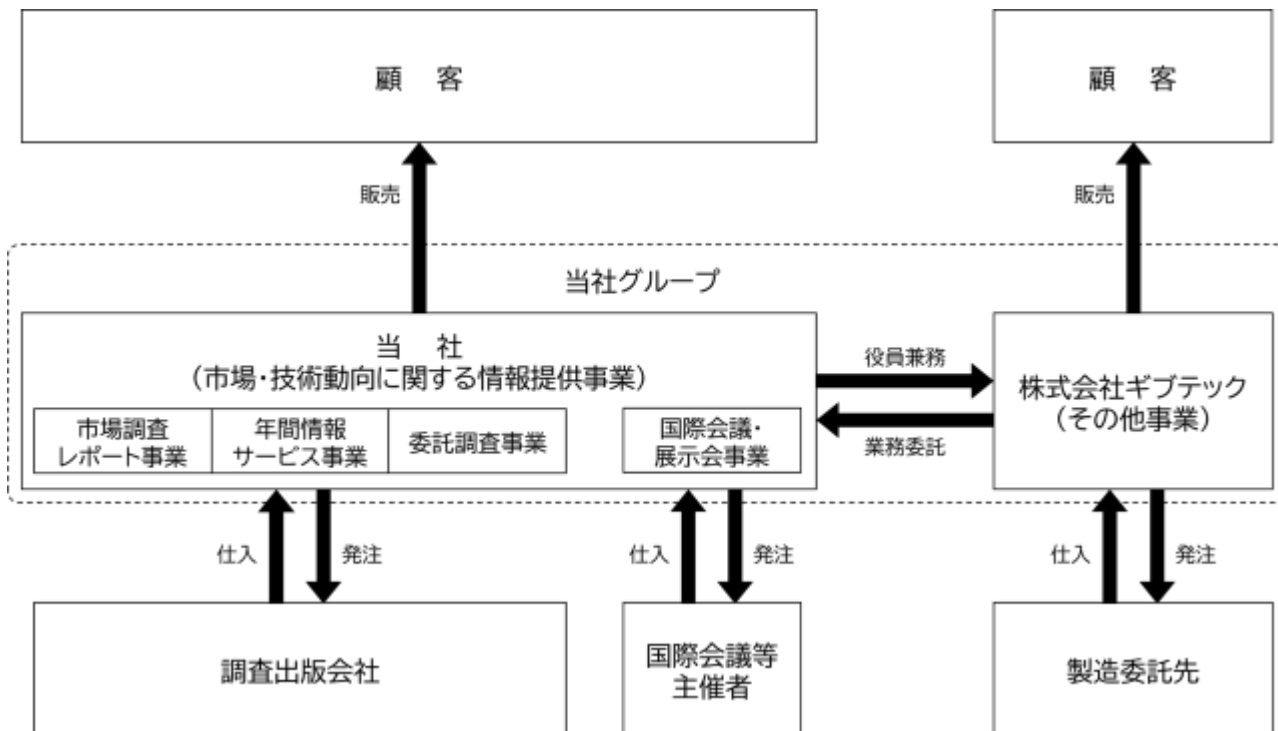 顧　客
顧　客
販売
販売
当社グループ
当　社
（市場・技術動向に関する情報提供事業）
市場調査
レポート事業
年間情報
サービス事業
委託調査事業
国際会議・
展示会事業
役員兼務
業務委託
株式会社ギブテック
（その他事業）
仕入
発注
仕入
発注
仕入
発注
調査出版会社
国際会議等
主催者
製造委託先